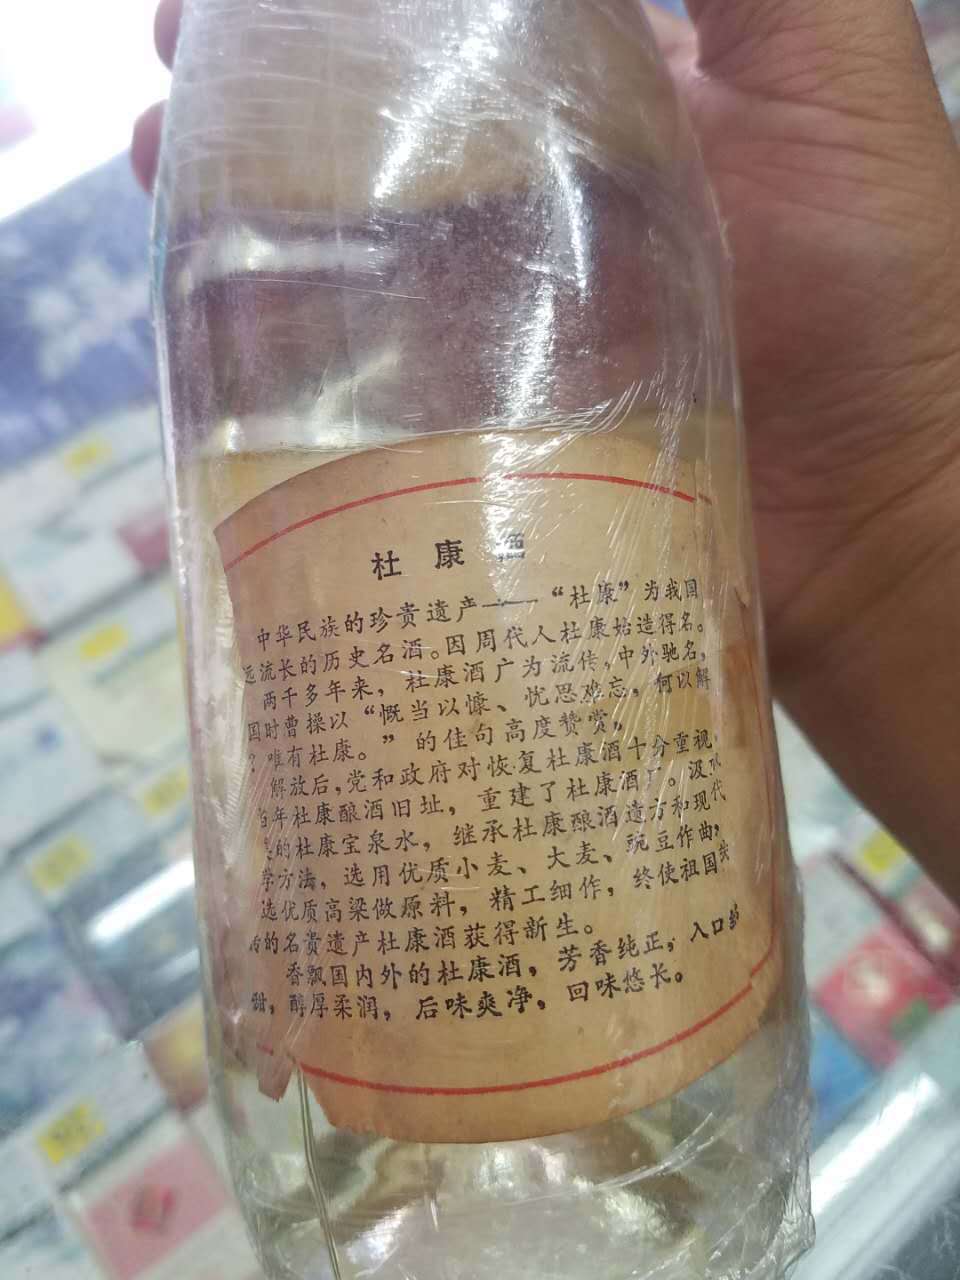 杜康酒
中华民族的珍贵遗产——“杜康”为我国
远流长的历史名酒。因周代人杜康始造得名。
两千多年来，杜康酒广为流传，中外驰名，
国时曹操以“慨当以慷、忧思难忘，何以解
？唯有杜康。”的佳句高度赞赏。
解放后，党和政府对恢复杜康酒十分重视，
当年杜康酿酒旧址，重建了杜康酒厂。汲取
的杜康宝泉水，继承杜康酿酒遗方和现代
学方法，选用优质小麦、大麦、豌豆作曲，
选优质高粱做原料，精工细作，终使祖国失
传的名贵遗产杜康酒获得新生。
香飘国内外的杜康酒，芳香纯正，入口
甜，醇厚柔润，后味爽净，回味悠长。